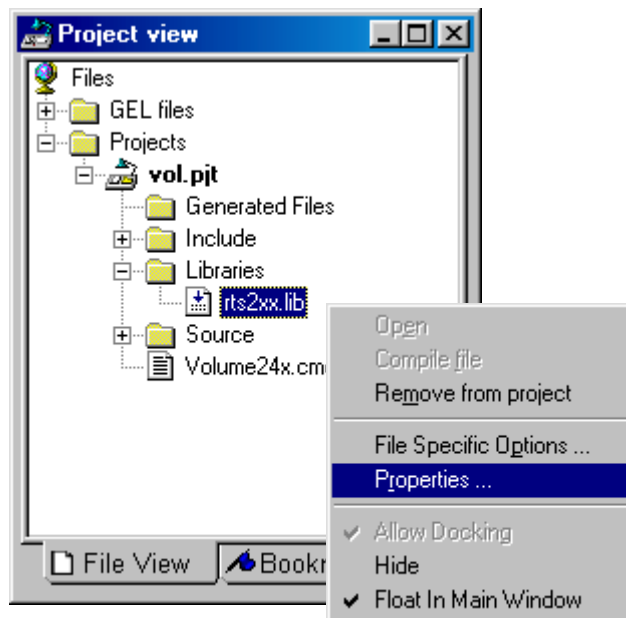 Project view
Files
GEL files
Projects
vol.pjt
Generated Files
Include
Libraries
rts2xx.lib
Source
Volume24x.cm
Open
Compile file
Remove from project
File Specific Options ...
Properties ...
Allow Docking
Hide
Float In Main Window
File View
Bookr